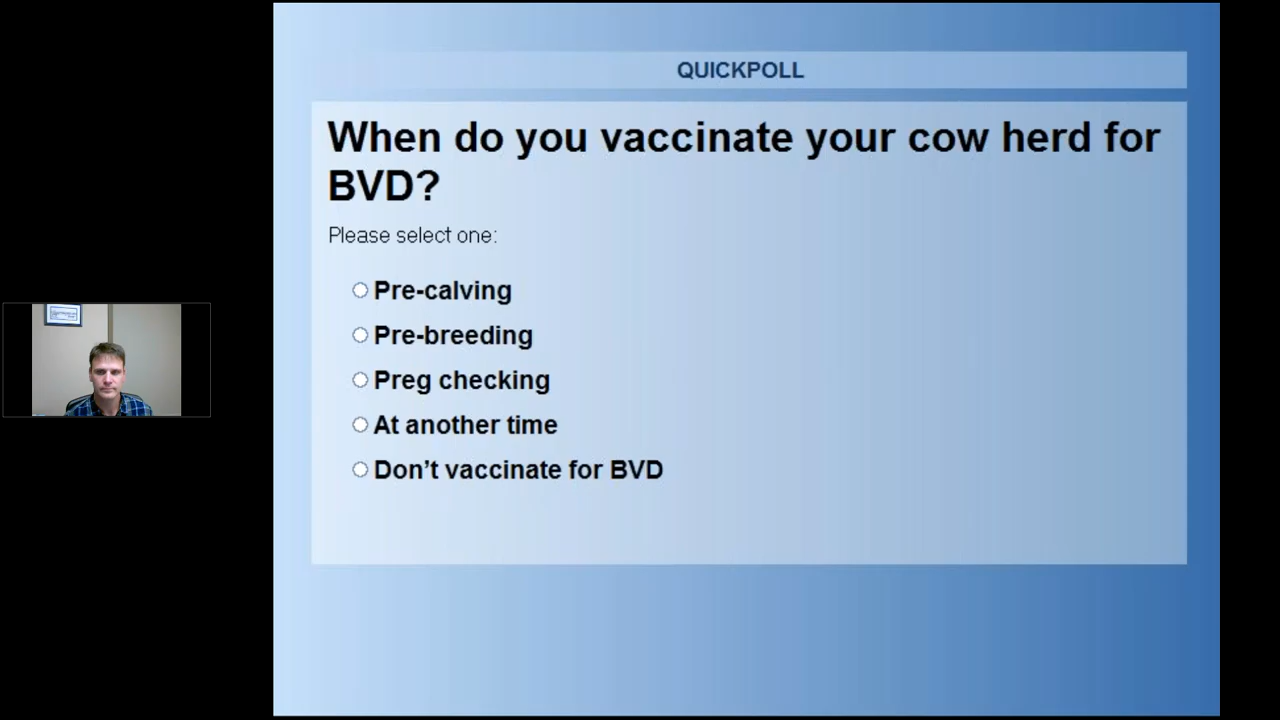 QUICKPOLL
When do you vaccinate your cow herd for
BVD?
Please select one:
Pre-calving
Pre-breeding
Preg checking
At another time
Don’t vaccinate for BVD